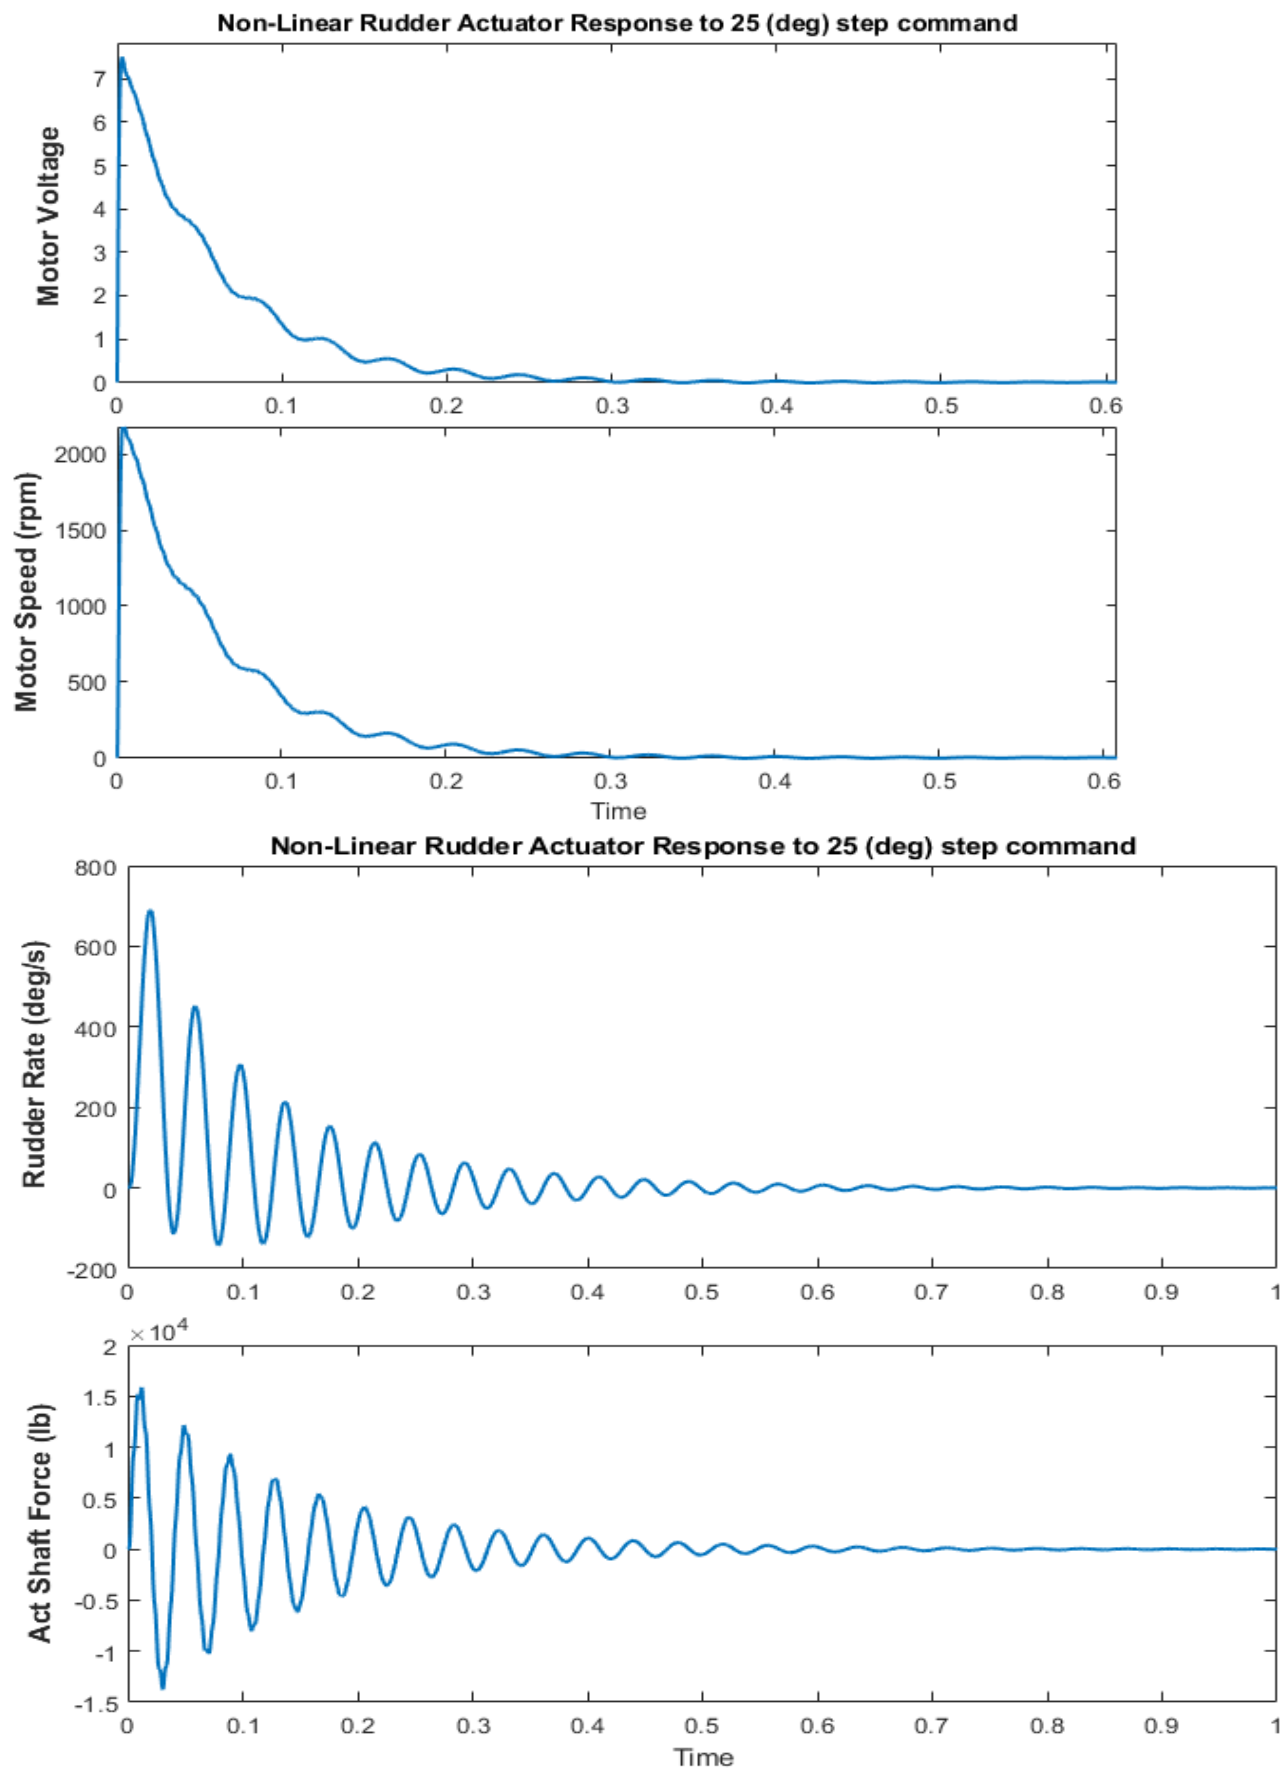 Non-Linear Rudder Actuator Response to 25 (deg) step command
Motor Voltage
7
6
5
4
3
2
1
0
0 0.1 0.2 0.3 0.4 0.5 0.6
Motor Speed (rpm)
2000
1500
1000
500
0
0 0.1 0.2 0.3 0.4 0.5 0.6
Time
Non-Linear Rudder Actuator Response to 25 (deg) step command
Rudder Rate (deg/s)
800
600
400
200
0
-200
0 0.1 0.2 0.3 0.4 0.5 0.6 0.7 0.8 0.9 1
×10⁴
Act Shaft Force (lb)
2
1.5
1
0.5
0
-0.5
-1
-1.5
0 0.1 0.2 0.3 0.4 0.5 0.6 0.7 0.8 0.9 1
Time